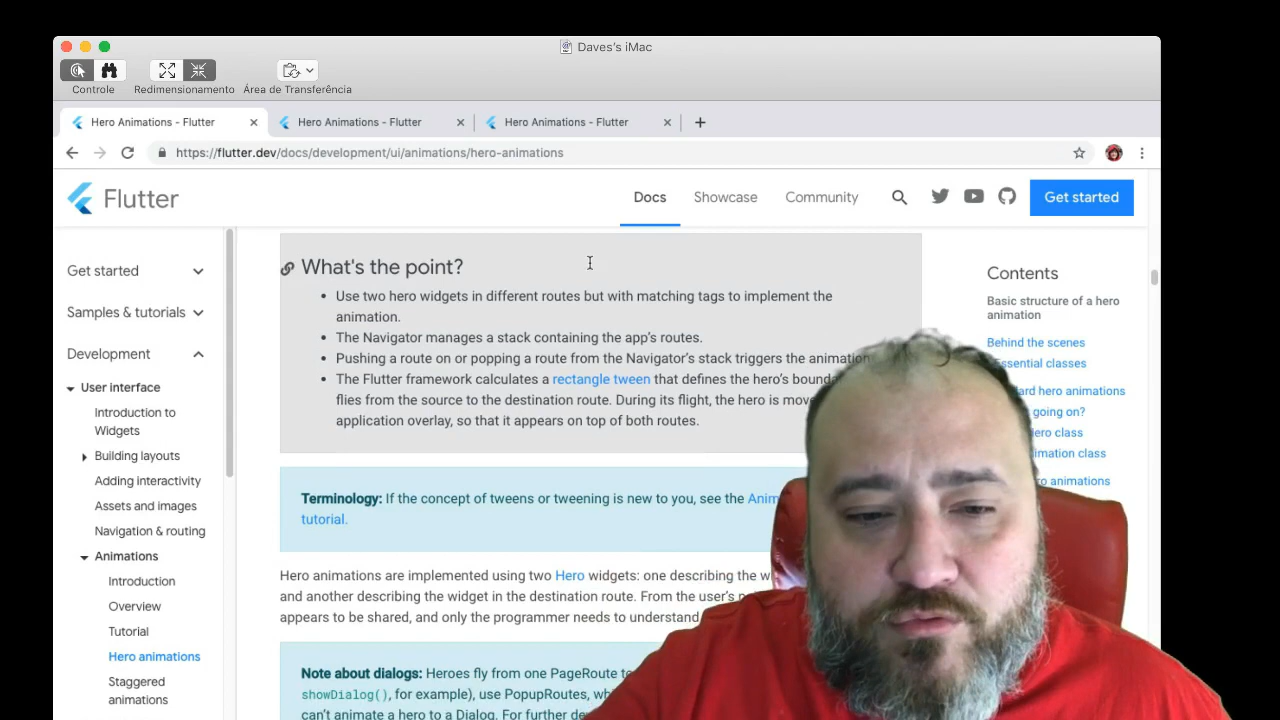 Daves's iMac
Controle
Redimensionamento
Área de Transferência
Hero Animations - Flutter
Hero Animations - Flutter
Hero Animations - Flutter
https://flutter.dev/docs/development/ui/animations/hero-animations
Flutter
Docs
Showcase
Community
Get started
Get started
Samples & tutorials
Development
User interface
Introduction to
Widgets
Building layouts
Adding interactivity
Assets and images
Navigation & routing
Animations
Introduction
Overview
Tutorial
Hero animations
Staggered
animations
What's the point?
• Use two hero widgets in different routes but with matching tags to implement the
animation.
• The Navigator manages a stack containing the app's routes.
• Pushing a route on or popping a route from the Navigator's stack triggers the animation
• The Flutter framework calculates a rectangle tween that defines the hero's
flies from the source to the destination route. During its flight, the hero is
application overlay, so that it appears on top of both routes.
Terminology: If the concept of tweens or tweening is new to you, see the
tutorial.
Hero animations are implemented using two Hero widgets: one describing the
and another describing the widget in the destination route. From the user's
appears to be shared, and only the programmer needs to understand
Note about dialogs: Heroes fly from one PageRoute to
showDialog(), for example), use PopupRoutes,
can't animate a hero to a Dialog. For further
Contents
Basic structure of a hero
animation
Behind the scenes
Essential classes
hero animations
going on?
class
class
animations